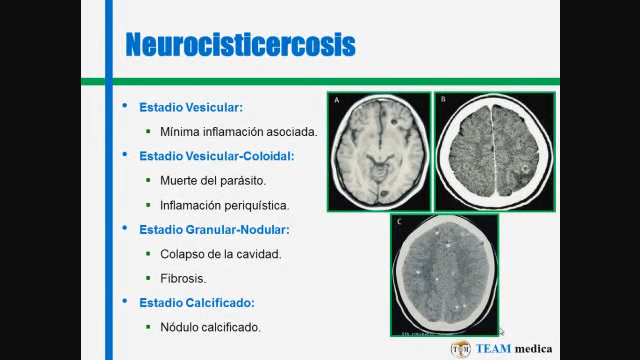 Neurocisticercosis
Estadio Vesicular:
Mínima inflamación asociada.
Estadio Vesicular-Coloidal:
Muerte del parásito.
Inflamación periquística.
Estadio Granular-Nodular:
Colapso de la cavidad.
Fibrosis.
Estadio Calcificado:
Nódulo calcificado.
A
B
C
TEAM medica